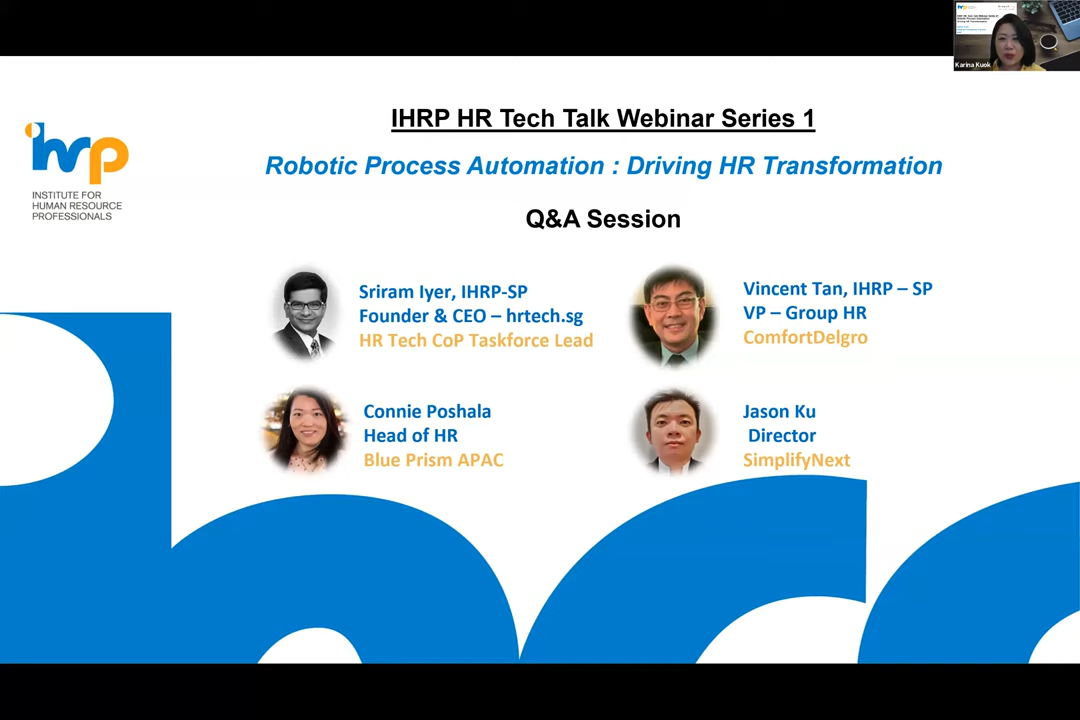 Karina Kuok
ihrp
INSTITUTE FOR
HUMAN RESOURCE
PROFESSIONALS
IHRP HR Tech Talk Webinar Series 1
Robotic Process Automation : Driving HR Transformation
Q&A Session
Sriram Iyer, IHRP-SP
Founder & CEO – hrtech.sg
HR Tech CoP Taskforce Lead
Vincent Tan, IHRP – SP
VP – Group HR
ComfortDelgro
Connie Poshala
Head of HR
Blue Prism APAC
Jason Ku
Director
SimplifyNext